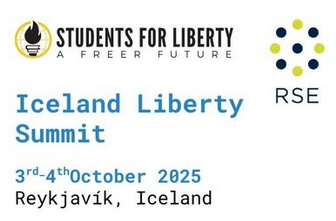 STUDENTS FOR LIBERTY
A FREER FUTURE
RSE
Iceland Liberty
Summit
3rd-4thOctober 2025
Reykjavík, Iceland